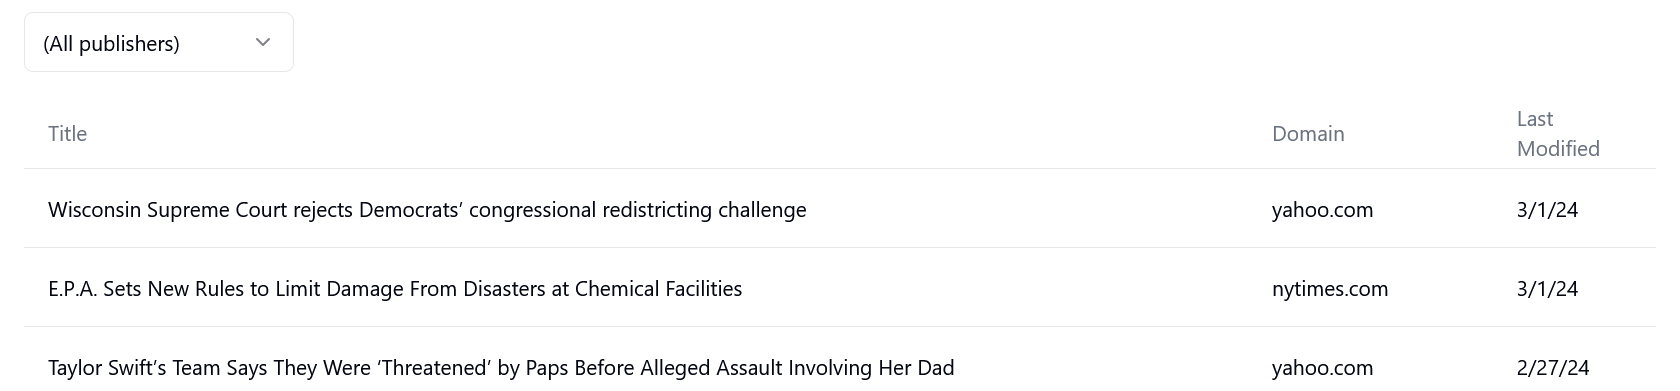 (All publishers)
Title Domain Last Modified
Wisconsin Supreme Court rejects Democrats’ congressional redistricting challenge yahoo.com 3/1/24
E.P.A. Sets New Rules to Limit Damage From Disasters at Chemical Facilities nytimes.com 3/1/24
Taylor Swift’s Team Says They Were ‘Threatened’ by Paps Before Alleged Assault Involving Her Dad yahoo.com 2/27/24